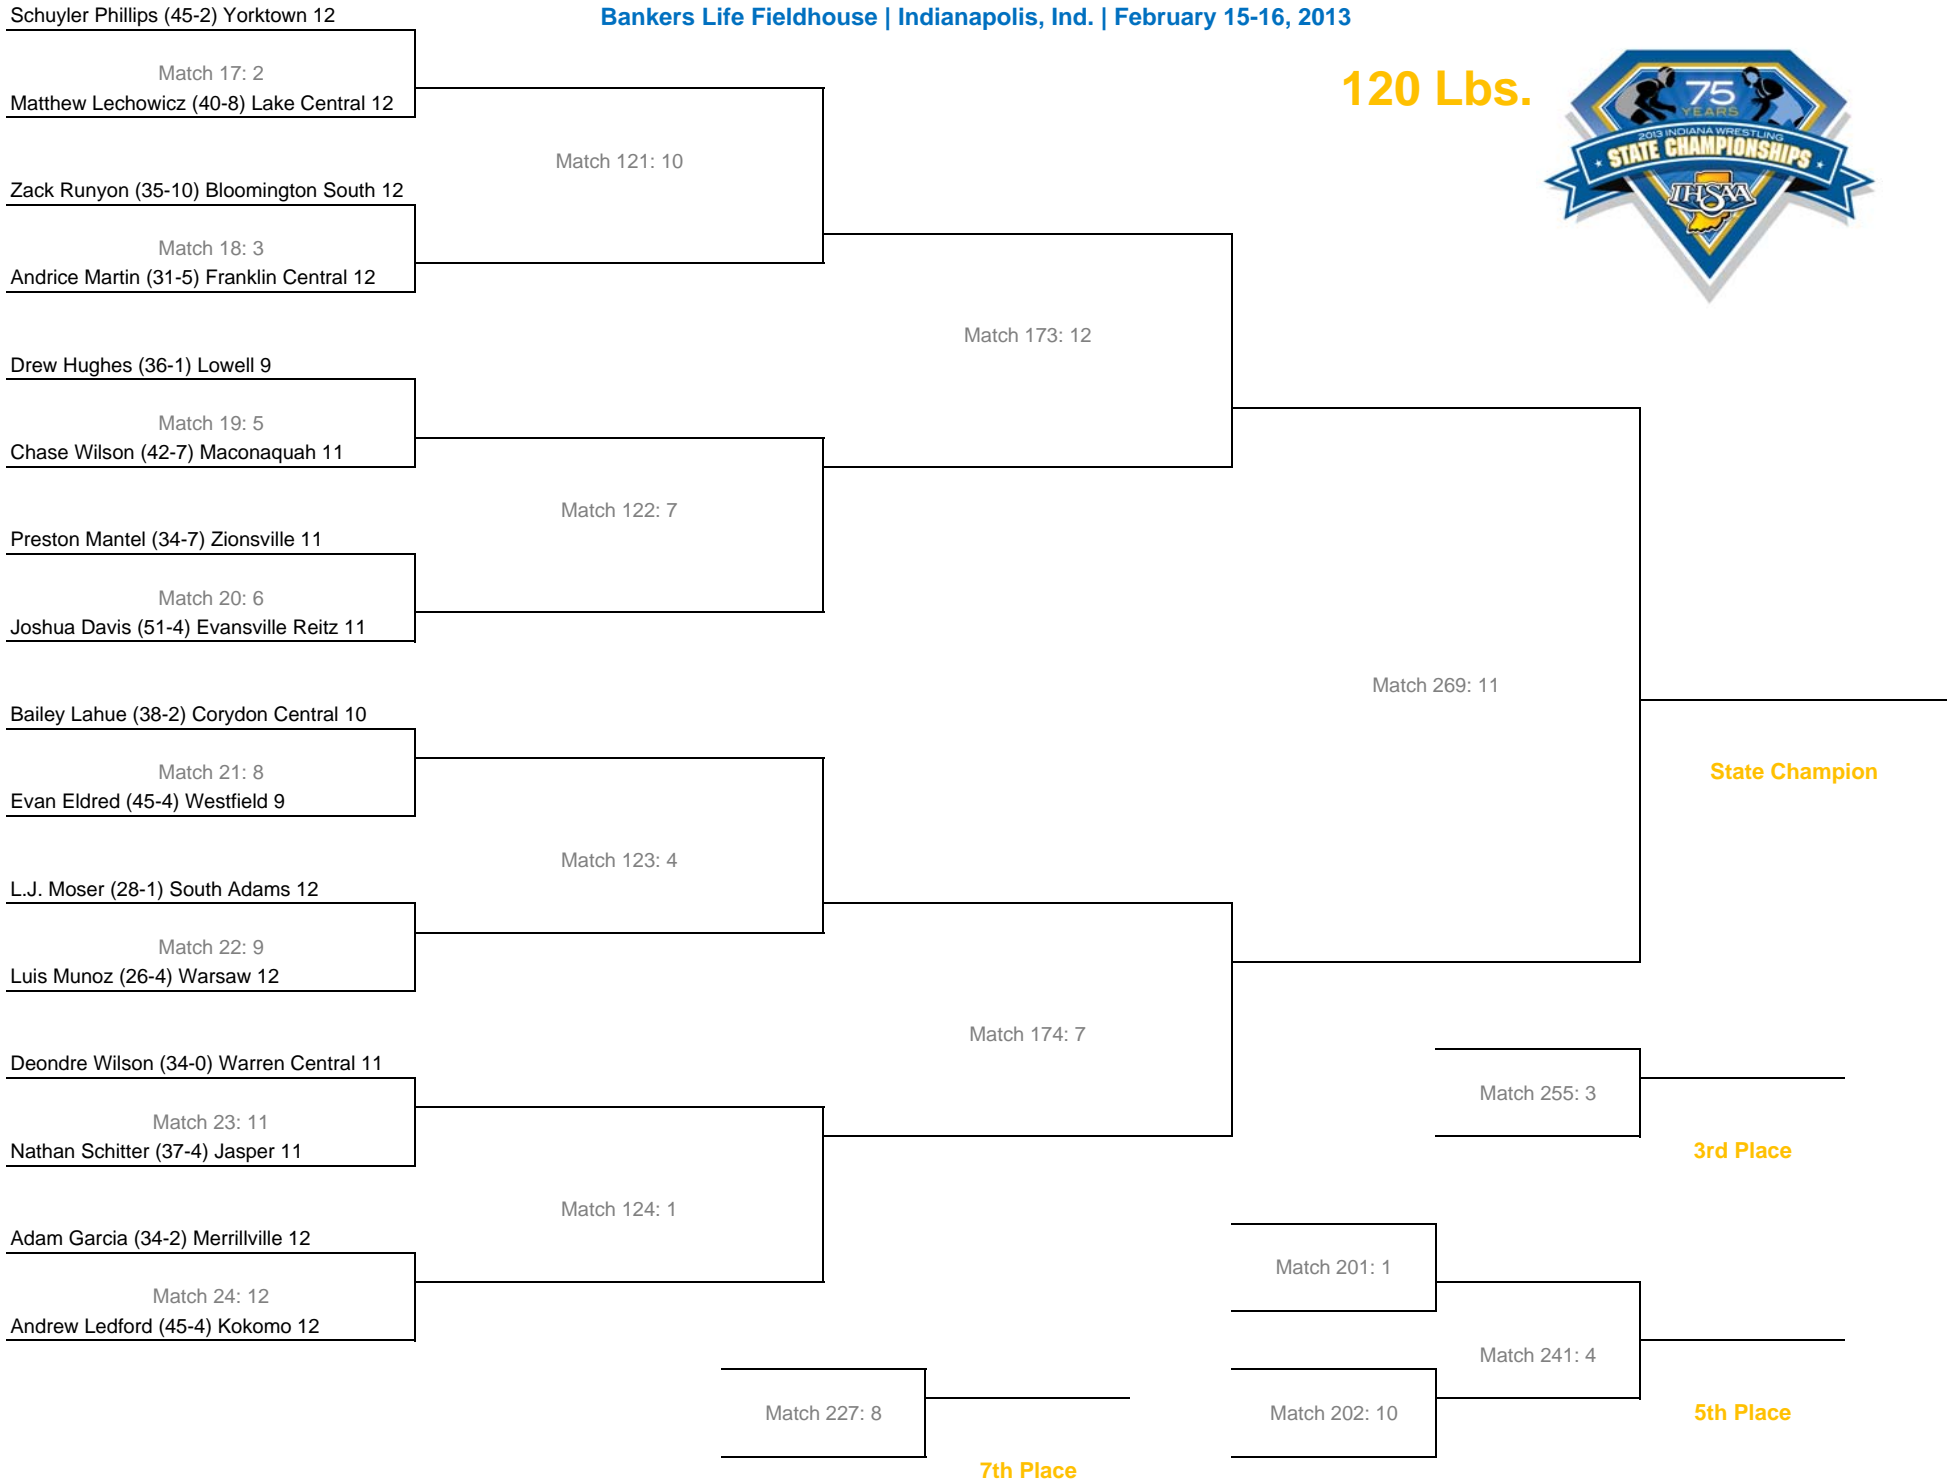 Schuyler Phillips (45-2) Yorktown 12
Bankers Life Fieldhouse | Indianapolis, Ind. | February 15-16, 2013
Match 17: 2
120 Lbs.
75
YEARS
2013 INDIANA WRESTLING
STATE CHAMPIONSHIPS
IHSAA
Matthew Lechowicz (40-8) Lake Central 12
Match 121: 10
Zack Runyon (35-10) Bloomington South 12
Match 18: 3
Andrice Martin (31-5) Franklin Central 12
Match 173: 12
Drew Hughes (36-1) Lowell 9
Match 19: 5
Chase Wilson (42-7) Maconaquah 11
Match 122: 7
Preston Mantel (34-7) Zionsville 11
Match 20: 6
Joshua Davis (51-4) Evansville Reitz 11
Match 269: 11
Bailey Lahue (38-2) Corydon Central 10
Match 21: 8
State Champion
Evan Eldred (45-4) Westfield 9
Match 123: 4
L.J. Moser (28-1) South Adams 12
Match 22: 9
Luis Munoz (26-4) Warsaw 12
Match 174: 7
Deondre Wilson (34-0) Warren Central 11
Match 255: 3
Match 23: 11
Nathan Schitter (37-4) Jasper 11
3rd Place
Match 124: 1
Adam Garcia (34-2) Merrillville 12
Match 201: 1
Match 24: 12
Andrew Ledford (45-4) Kokomo 12
Match 241: 4
Match 227: 8
Match 202: 10
5th Place
7th Place